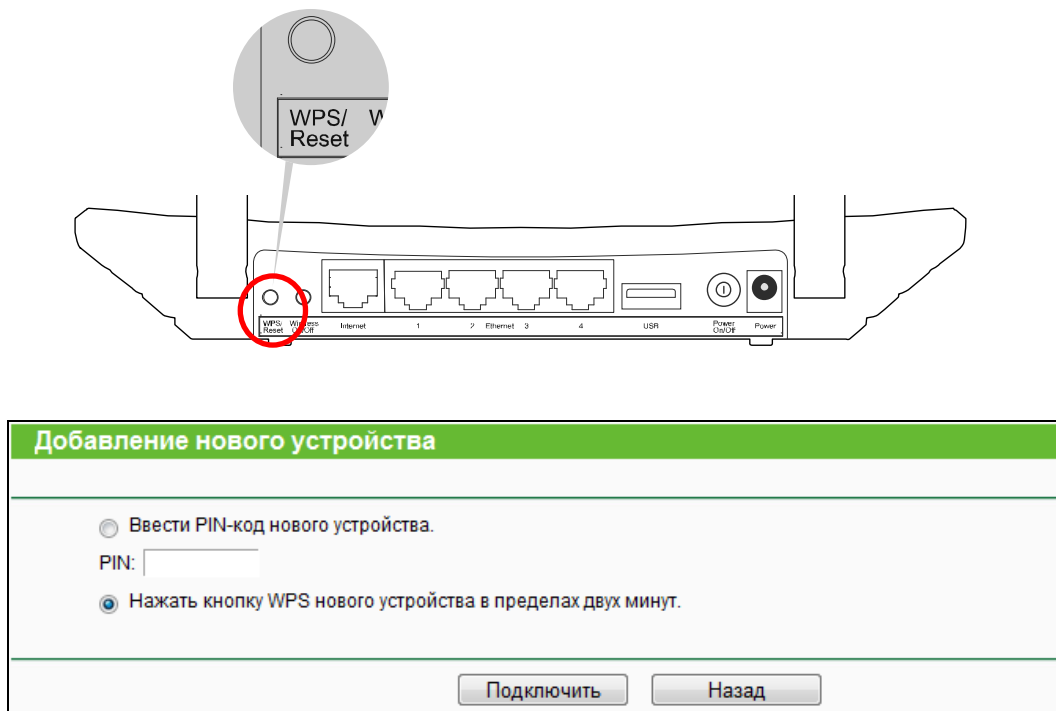 WPS/ W
Reset
WPS/
Reset
Wireless
On/Off
Internet
1
2
Ethernet
3
4
USB
Power
On/Off
Power
Добавление нового устройства
Ввести PIN-код нового устройства.
PIN:
Нажать кнопку WPS нового устройства в пределах двух минут.
Подключить Назад